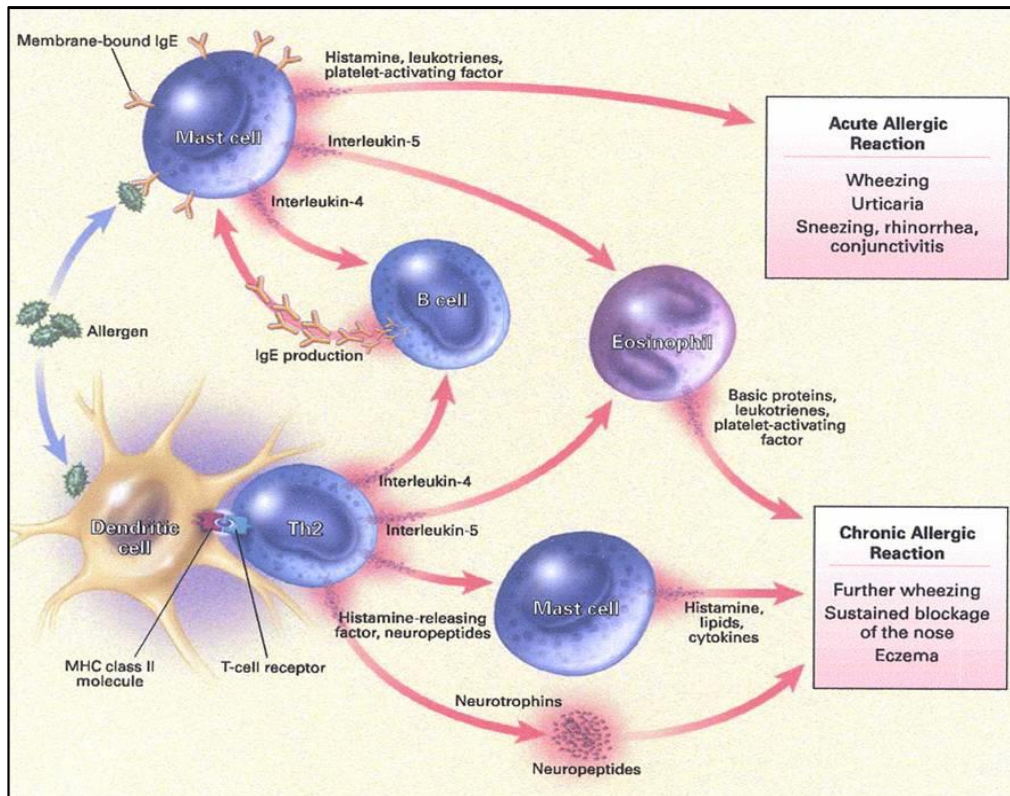 Membrane-bound IgE
Mast cell
Histamine, leukotrienes,
platelet-activating factor
Interleukin-5
Interleukin-4
Acute Allergic
Reaction
Wheezing
Urticaria
Sneezing, rhinorrhea,
conjunctivitis
Allergen
B cell
IgE production
Eosinophil
Basic proteins,
leukotrienes,
platelet-activating
factor
Dendritic
cell
Th2
Interleukin-4
Interleukin-5
Mast cell
Histamine-releasing
factor, neuropeptides
Histamine,
lipids,
cytokines
Chronic Allergic
Reaction
Further wheezing
Sustained blockage
of the nose
Eczema
MHC class II
molecule
T-cell receptor
Neurotrophins
Neuropeptides